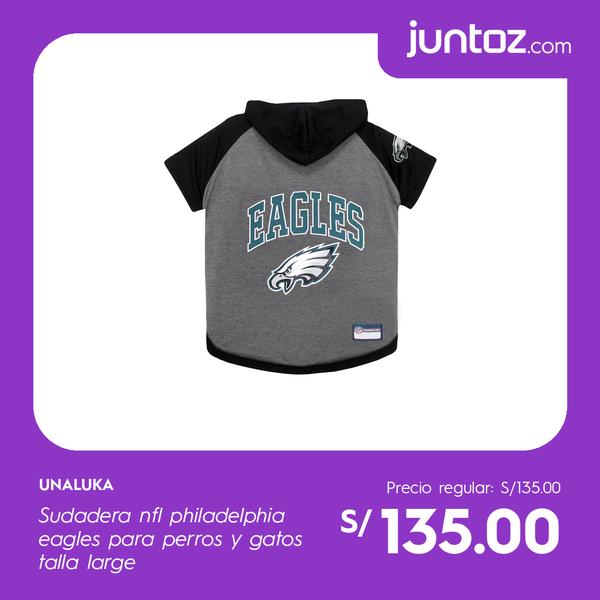 juntoz.com
EAGLES
NFL
UNALUKA
Sudadera nfl philadelphia
eagles para perros y gatos
talla large
Precio regular: S/135.00
S/135.00